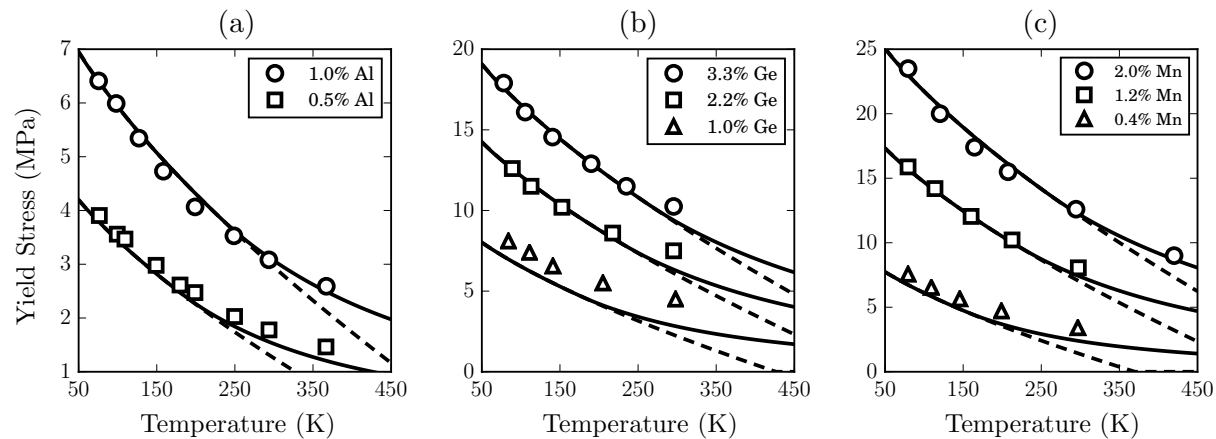 (a)
(b)
(c)
Yield Stress (MPa)
7
6
5
4
3
2
1
1.0% Al
0.5% Al
50
150
250
350
450
Temperature (K)
20
15
10
5
0
3.3% Ge
2.2% Ge
1.0% Ge
50
150
250
350
450
Temperature (K)
25
20
15
10
5
0
2.0% Mn
1.2% Mn
0.4% Mn
50
150
250
350
450
Temperature (K)